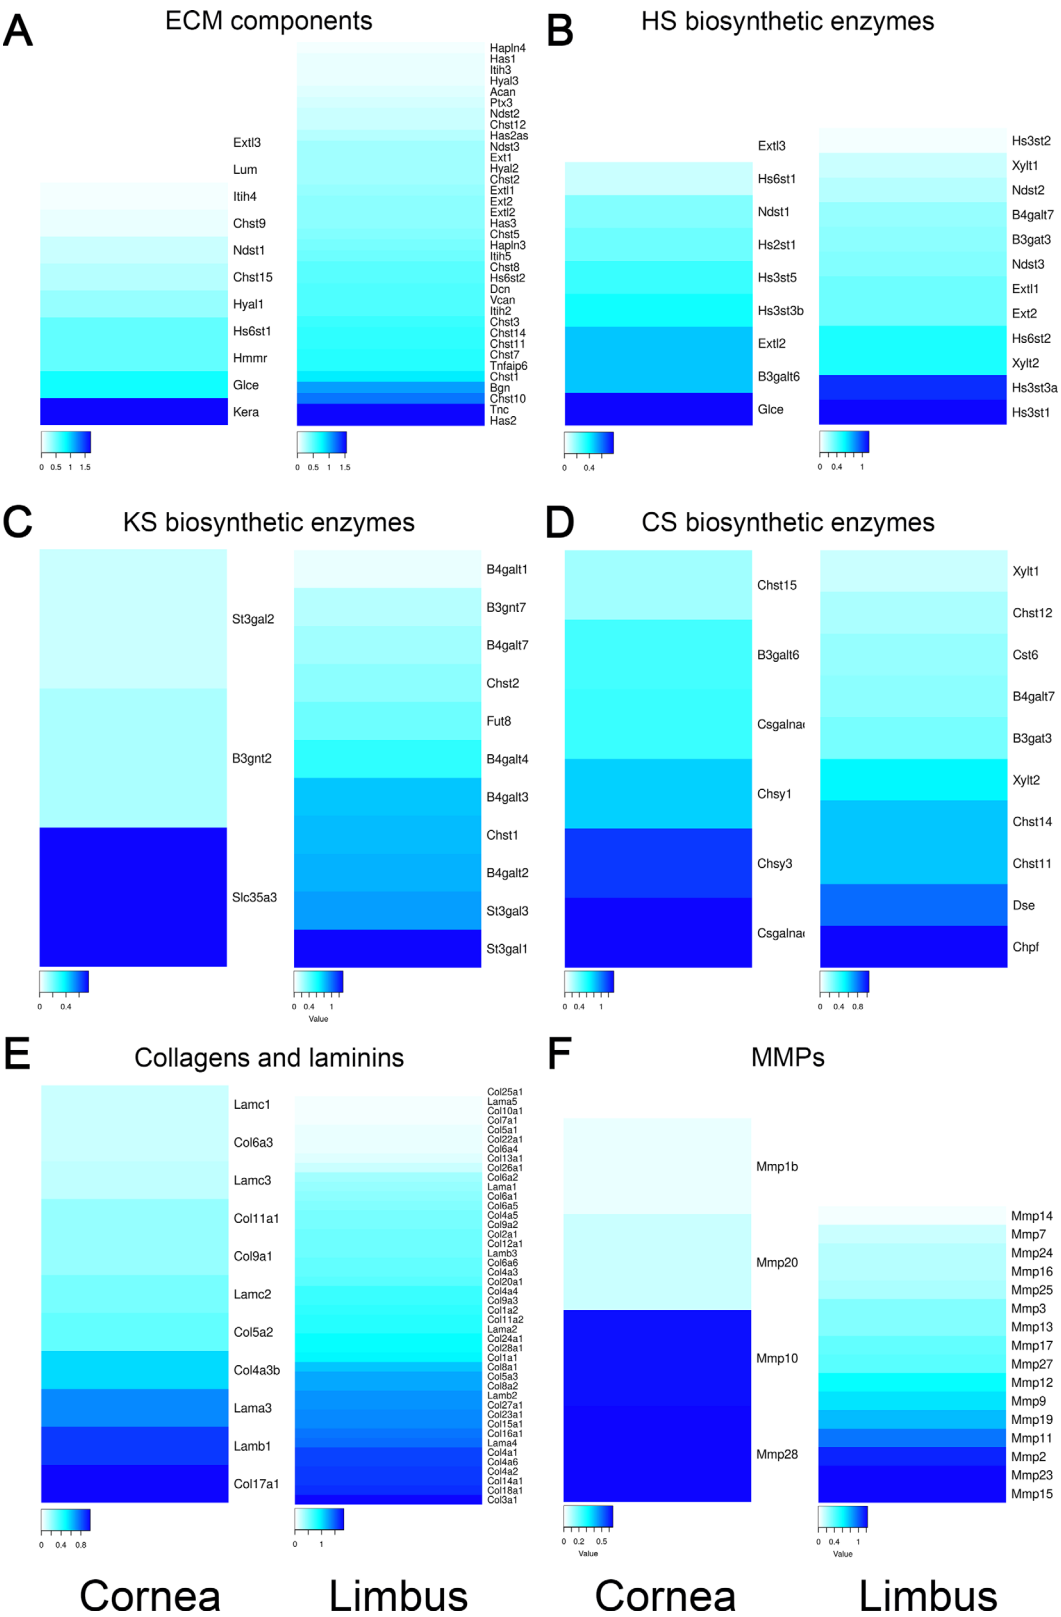 A
ECM components
Extl3
Lum
Itih4
Chst9
Ndst1
Chst15
Hyal1
Hs6st1
Hmmr
Glce
Kera
0 0.5 1 1.5
Hapln4
Has1
Itih3
Hyal3
Acan
Ptx3
Ndst2
Chst12
Has2as
Ndst3
Ext1
Hyal2
Chst2
Extl1
Ext2
Extl2
Has3
Chst5
Hapln3
Itih5
Chst8
Hs6st2
Dcn
Vcan
Itih2
Chst3
Chst14
Chst11
Chst7
Tnfaip6
Chst1
Bgn
Chst10
Tnc
Has2
0 0.5 1 1.5
B
HS biosynthetic enzymes
Extl3
Hs6st1
Ndst1
Hs2st1
Hs3st5
Hs3st3b
Extl2
B3galt6
Glce
0 0.4
Hs3st2
Xylt1
Ndst2
B4galt7
B3gat3
Ndst3
Extl1
Ext2
Hs6st2
Xylt2
Hs3st3a
Hs3st1
0 0.4 1
C
KS biosynthetic enzymes
St3gal2
B3gnt2
Slc35a3
0 0.4
B4galt1
B3gnt7
B4galt7
Chst2
Fut8
B4galt4
B4galt3
Chst1
B4galt2
St3gal3
St3gal1
0 0.4 1
Value
D
CS biosynthetic enzymes
Chst15
B3galt6
Csgalna
Chsy1
Chsy3
Csgalna
0 0.4 1
Xylt1
Chst12
Cst6
B4galt7
B3gat3
Xylt2
Chst14
Chst11
Dse
Chpf
0 0.4 0.8
E
Collagens and laminins
Lamc1
Col6a3
Lamc3
Col11a1
Col9a1
Lamc2
Col5a2
Col4a3b
Lama3
Lamb1
Col17a1
0 0.4 0.8
Col25a1
Lama5
Col10a1
Col7a1
Col5a1
Col22a1
Col6a4
Col13a1
Col26a1
Col6a2
Lama1
Col6a1
Col6a5
Col4a5
Col9a2
Col2a1
Col12a1
Lamb3
Col6a6
Col4a3
Col20a1
Col4a4
Col9a3
Col1a2
Col11a2
Lama2
Col24a1
Col28a1
Col1a1
Col8a1
Col5a3
Col8a2
Lamb2
Col27a1
Col23a1
Col15a1
Col16a1
Lama4
Col4a1
Col4a6
Col4a2
Col14a1
Col18a1
Col3a1
0 1
F
MMPs
Mmp1b
Mmp20
Mmp10
Mmp28
0 0.2 0.5
Value
Mmp14
Mmp7
Mmp24
Mmp16
Mmp25
Mmp3
Mmp13
Mmp17
Mmp27
Mmp12
Mmp9
Mmp19
Mmp11
Mmp2
Mmp23
Mmp15
0 0.4 1
Value
Cornea Limbus Cornea Limbus